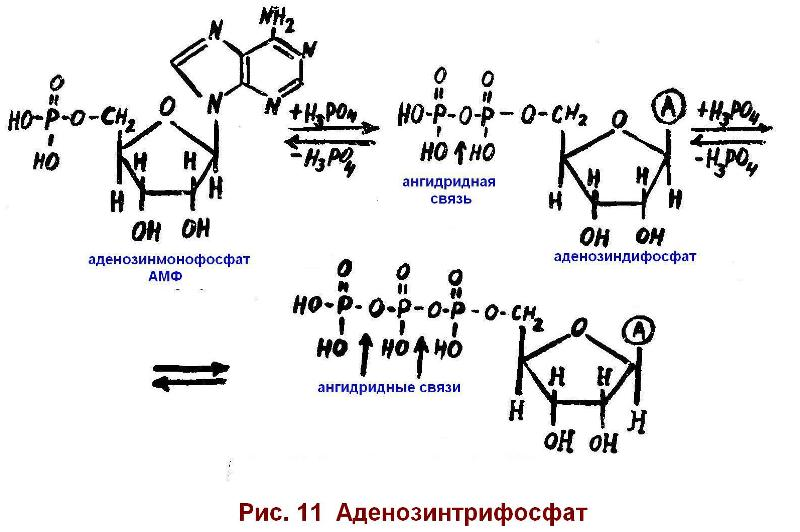 NH₂
N
N
N
N
O
HO-P-O-CH₂
HO
O
H
H
H
H
OH
OH
+H₃PO₄
-H₃PO₄
аденозинмонофосфат
АМФ
O
O
HO-P-O-P-O-CH₂
HO
HO
ангидридная
связь
O
A
H
H
H
H
OH
OH
аденозиндифосфат
+H₃PO₄
-H₃PO₄
O
O
O
HO-P-O-P-O-P-O-CH₂
HO
HO
HO
ангидридные связи
O
A
H
H
H
H
OH
OH
Рис. 11 Аденозинтрифосфат